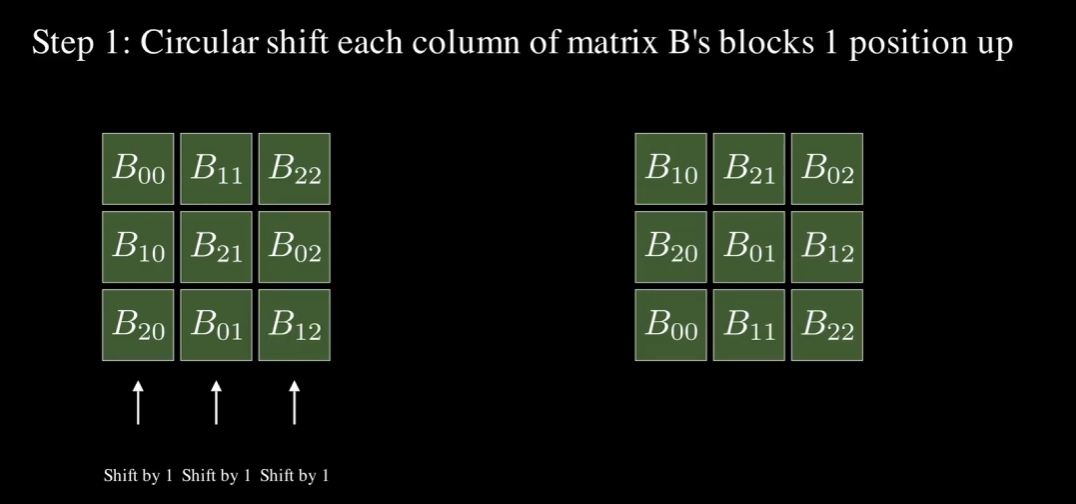 Step 1: Circular shift each column of matrix B's blocks 1 position up
B₀₀ B₁₁ B₂₂ B₁₀ B₂₁ B₀₂
B₁₀ B₂₁ B₀₂ B₂₀ B₀₁ B₁₂
B₂₀ B₀₁ B₁₂ B₀₀ B₁₁ B₂₂
Shift by 1 Shift by 1 Shift by 1